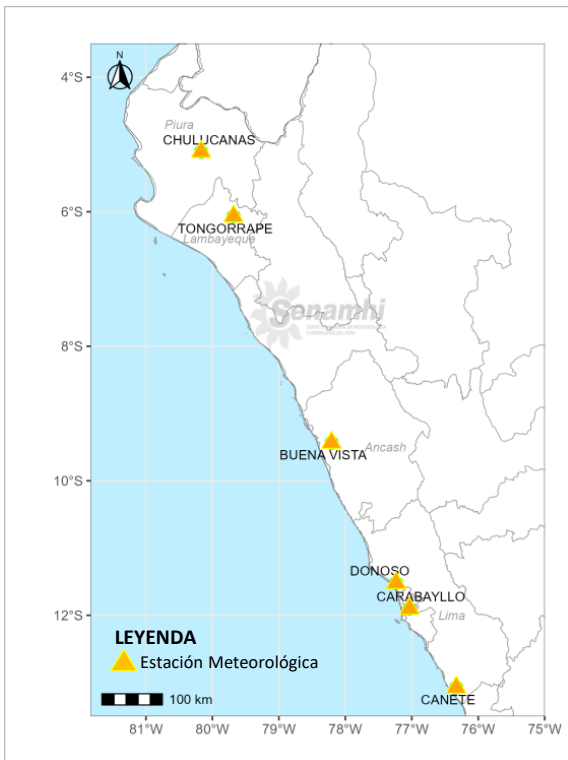 N
4°S
Piura
CHULUCANAS
6°S
TONGORRAPE
Lambayeque
Senamhi
8°S
BUENA VISTA
Ancash
10°S
DONOSO
CARABAYLLO
12°S
Lima
LEYENDA
Estación Meteorológica
100 km
CANETE
81°W 80°W 79°W 78°W 77°W 76°W 75°W